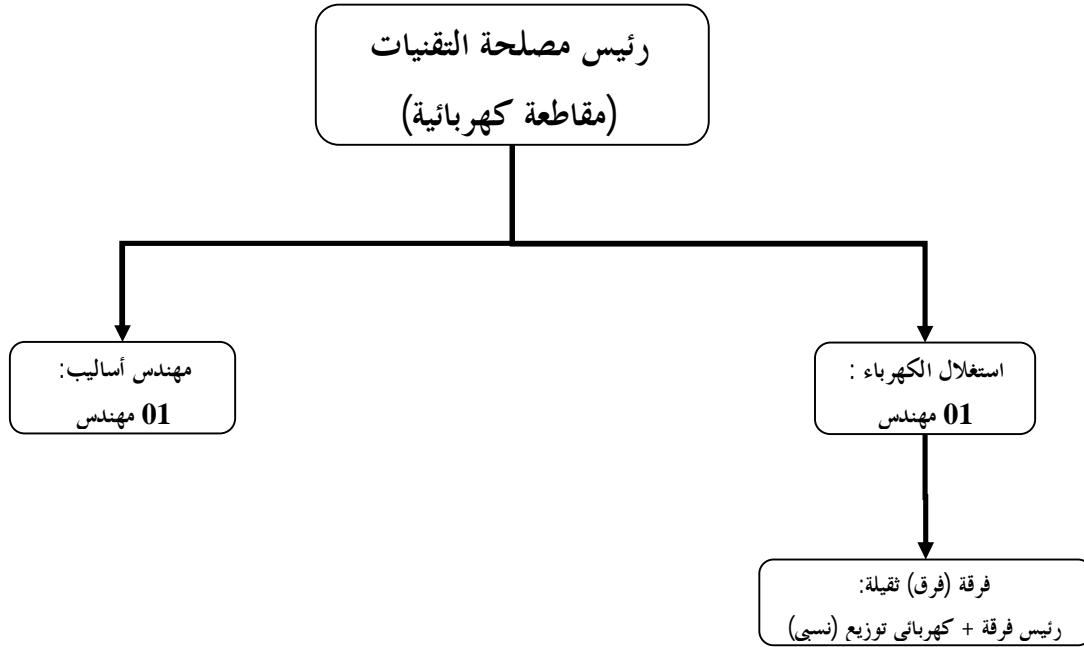 رئيس مصلحة التقنيات
(مقاطعة كهربائية)
استغلال الكهرباء :
01 مهندس
مهندس أساليب:
01 مهندس
فرقة (فرق) ثقيلة:
رئيس فرقة + كهربائي توزيع (نسبي)